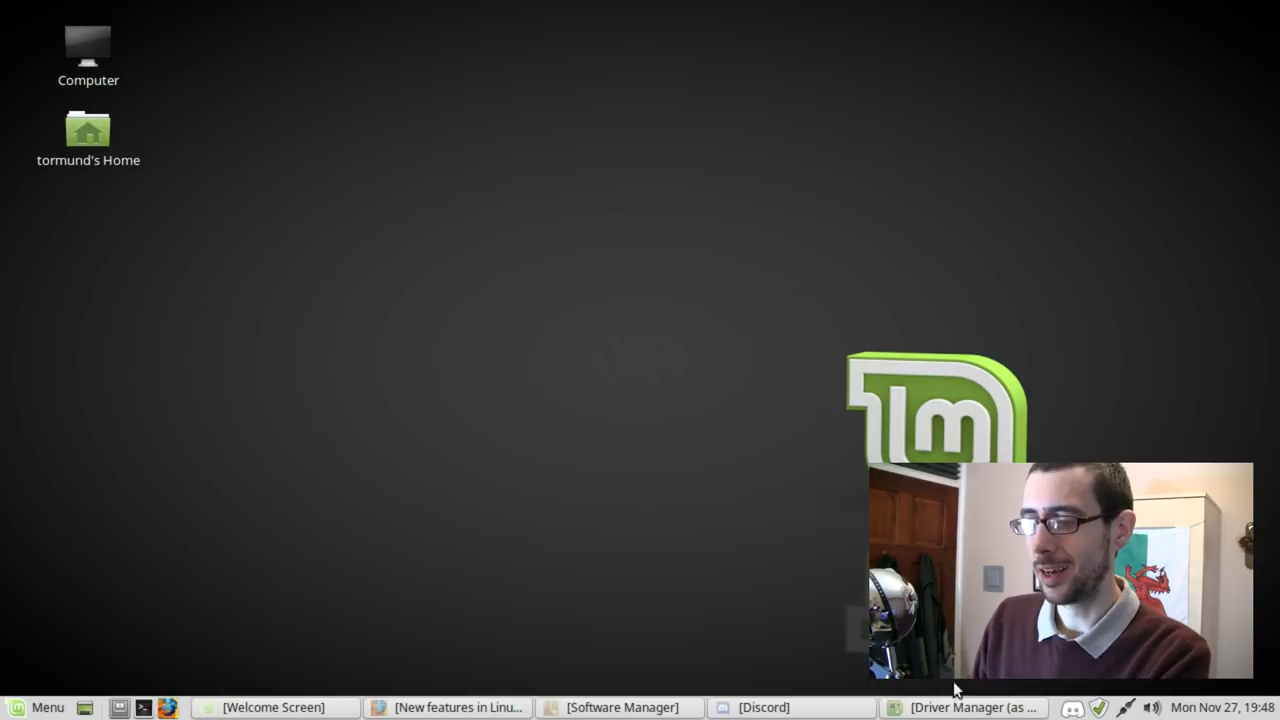 Computer
tormund's Home
lm
Menu
[Welcome Screen]
[New features in Linu...
[Software Manager]
[Discord]
[Driver Manager (as ...
Mon Nov 27, 19:48